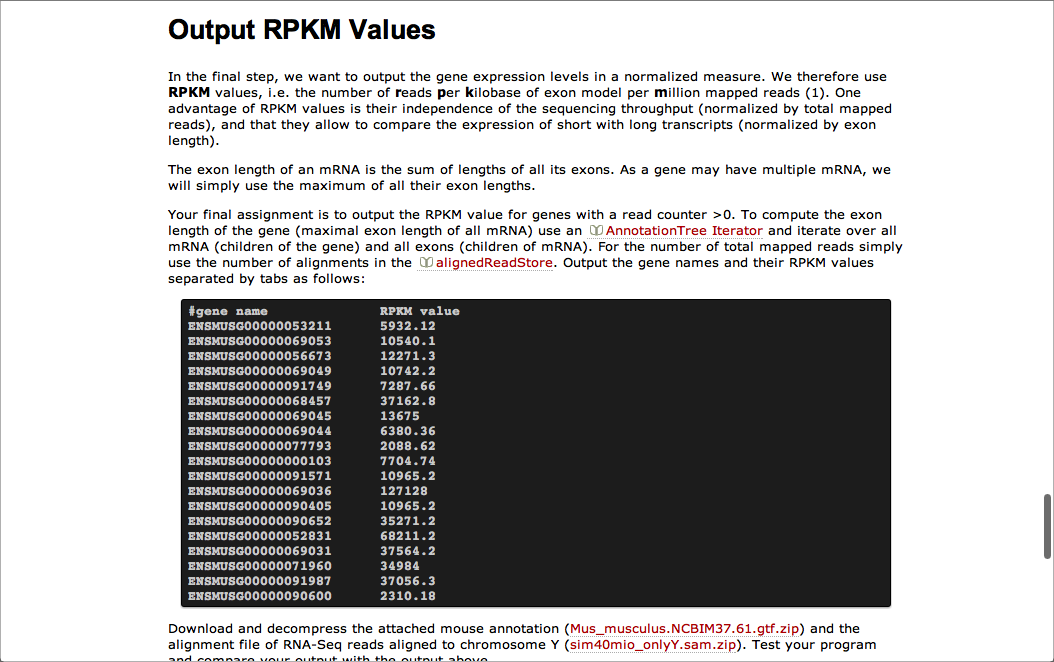 Output RPKM Values
In the final step, we want to output the gene expression levels in a normalized measure. We therefore use
RPKM values, i.e. the number of reads per kilobase of exon model per million mapped reads (1). One
advantage of RPKM values is their independence of the sequencing throughput (normalized by total mapped
reads), and that they allow to compare the expression of short with long transcripts (normalized by exon
length).
The exon length of an mRNA is the sum of lengths of all its exons. As a gene may have multiple mRNA, we
will simply use the maximum of all their exon lengths.
Your final assignment is to output the RPKM value for genes with a read counter >0. To compute the exon
length of the gene (maximal exon length of all mRNA) use an AnnotationTree Iterator and iterate over all
mRNA (children of the gene) and all exons (children of mRNA). For the number of total mapped reads simply
use the number of alignments in the alignedReadStore. Output the gene names and their RPKM values
separated by tabs as follows:
#gene name RPKM value
ENSMUSG00000053211 5932.12
ENSMUSG00000069053 10540.1
ENSMUSG00000056673 12271.3
ENSMUSG00000069049 10742.2
ENSMUSG00000091749 7287.66
ENSMUSG00000068457 37162.8
ENSMUSG00000069045 13675
ENSMUSG00000069044 6380.36
ENSMUSG00000077793 2088.62
ENSMUSG00000000103 7704.74
ENSMUSG00000091571 10965.2
ENSMUSG00000069036 127128
ENSMUSG00000090405 10965.2
ENSMUSG00000090652 35271.2
ENSMUSG00000052831 68211.2
ENSMUSG00000069031 37564.2
ENSMUSG00000071960 34984
ENSMUSG00000091987 37056.3
ENSMUSG00000090600 2310.18
Download and decompress the attached mouse annotation (Mus_musculus.NCBIM37.61.gtf.zip) and the
alignment file of RNA-Seq reads aligned to chromosome Y (sim40mio_onlyY.sam.zip). Test your program
and compare your output with the output above.